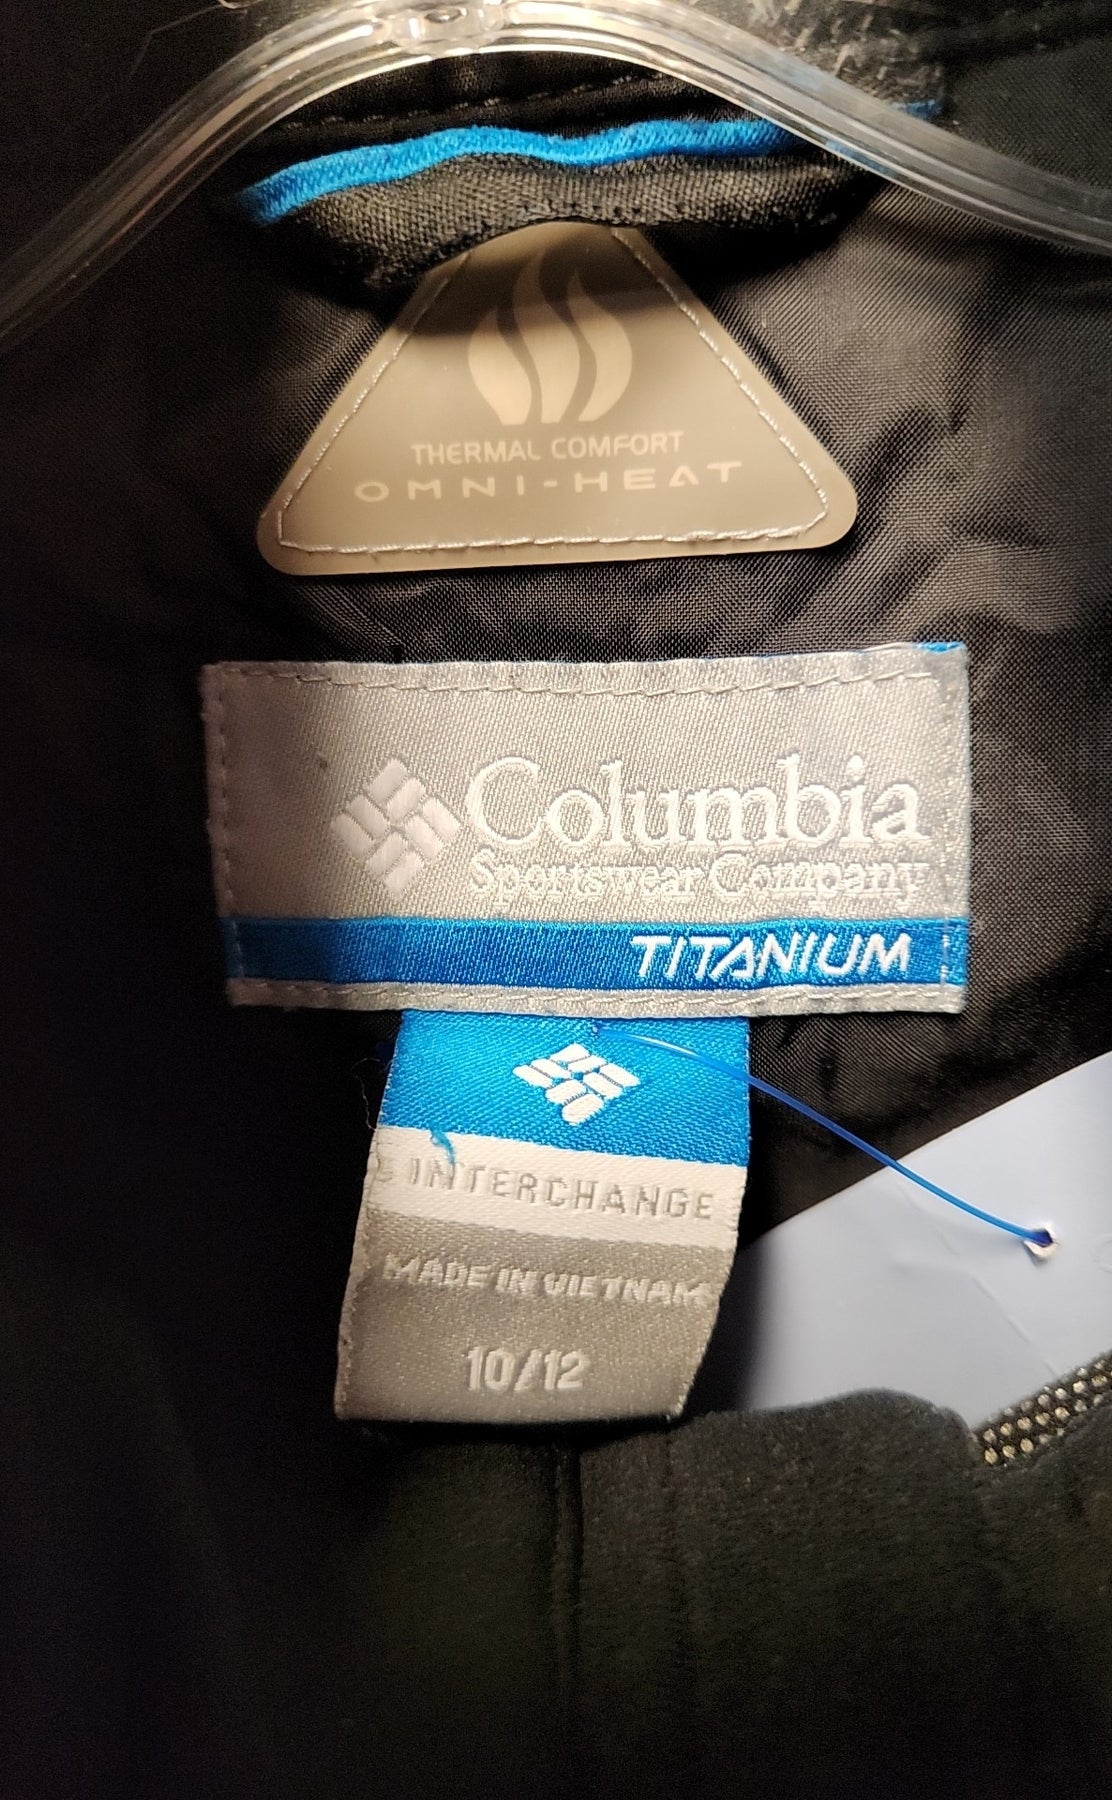 THERMAL COMFORT
OMNI-HEAT
Columbia
Sportswear Company
TITANIUM
INTERCHANGE
MADE IN VIETNAM
10/12